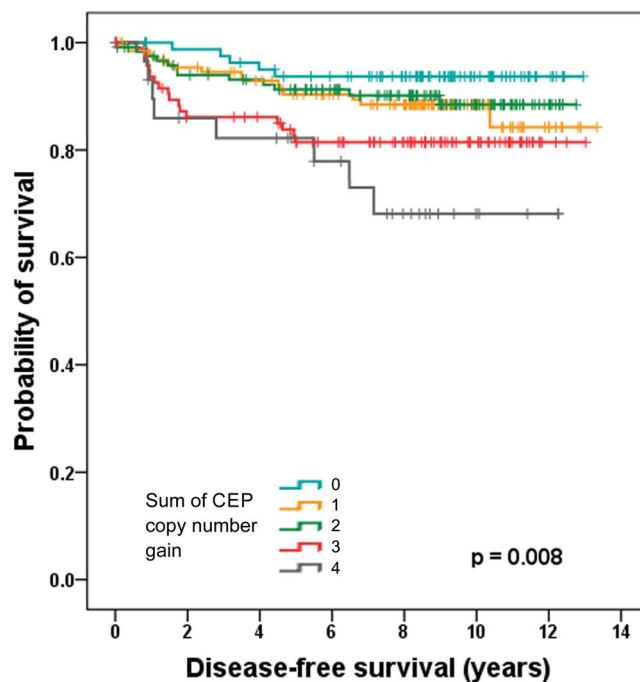 Probability of survival
1.0
0.8
0.6
0.4
0.2
0.0
Sum of CEP
copy number
gain
0
1
2
3
4
p = 0.008
0 2 4 6 8 10 12 14
Disease-free survival (years)